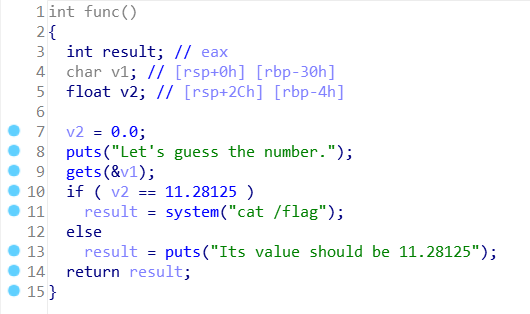 1 int func()
2 {
3 int result; // eax
4 char v1; // [rsp+0h] [rbp-30h]
5 float v2; // [rsp+2Ch] [rbp-4h]
6
7 v2 = 0.0;
8 puts("Let's guess the number.");
9 gets(&v1);
10 if ( v2 == 11.28125 )
11 result = system("cat /flag");
12 else
13 result = puts("Its value should be 11.28125");
14 return result;
15 }